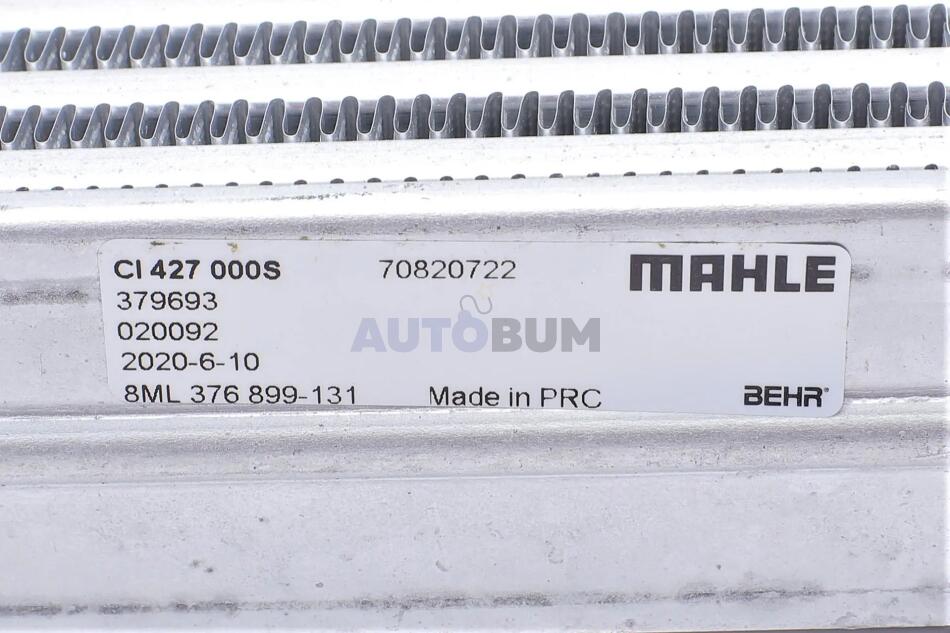 CI 427 000S 70820722 MAHLE
379693
020092
AUTOBUM
2020-6-10
8ML 376 899-131 Made in PRC BEHR®